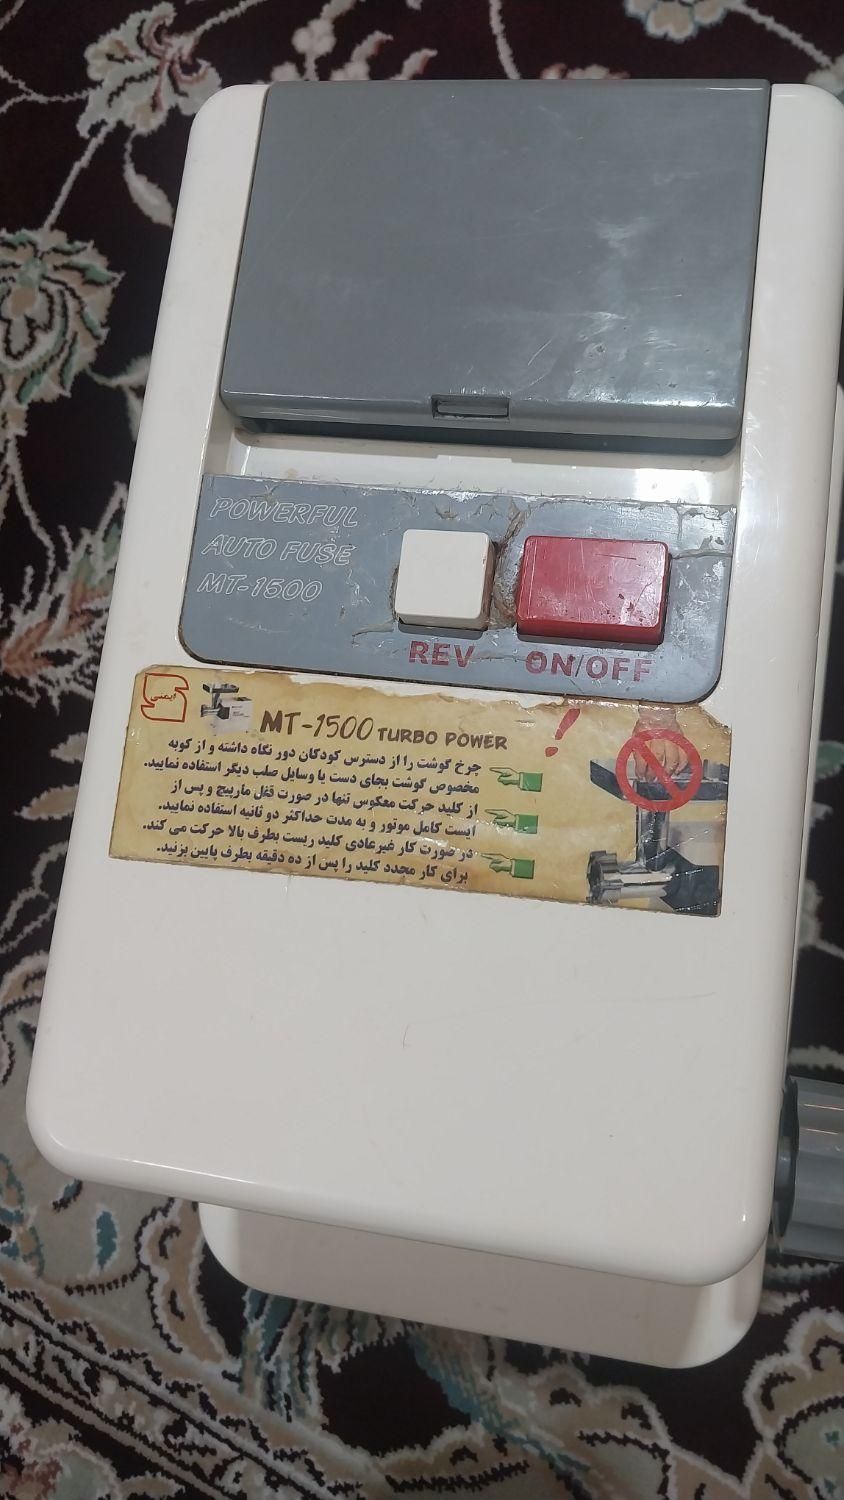 POWERFUL
AUTO FUSE
MT-1500
REV
ON/OFF
ایمنی
MT-1500 TURBO POWER
!
چرخ گوشت را از دسترس کودکان دور نگاه داشته و از کوبه
مخصوص گوشت بجای دست یا وسایل صلب دیگر استفاده نمایید.
از کلید حرکت معکوس تنها در صورت قفل مارپیچ و پس از
ایست کامل موتور و به مدت حداکثر دو ثانیه استفاده نمایید.
در صورت کار غیرعادی کلید ریست بطرف بالا حرکت می کند.
برای کار مجدد کلید را پس از ده دقیقه بطرف پایین بزنید.